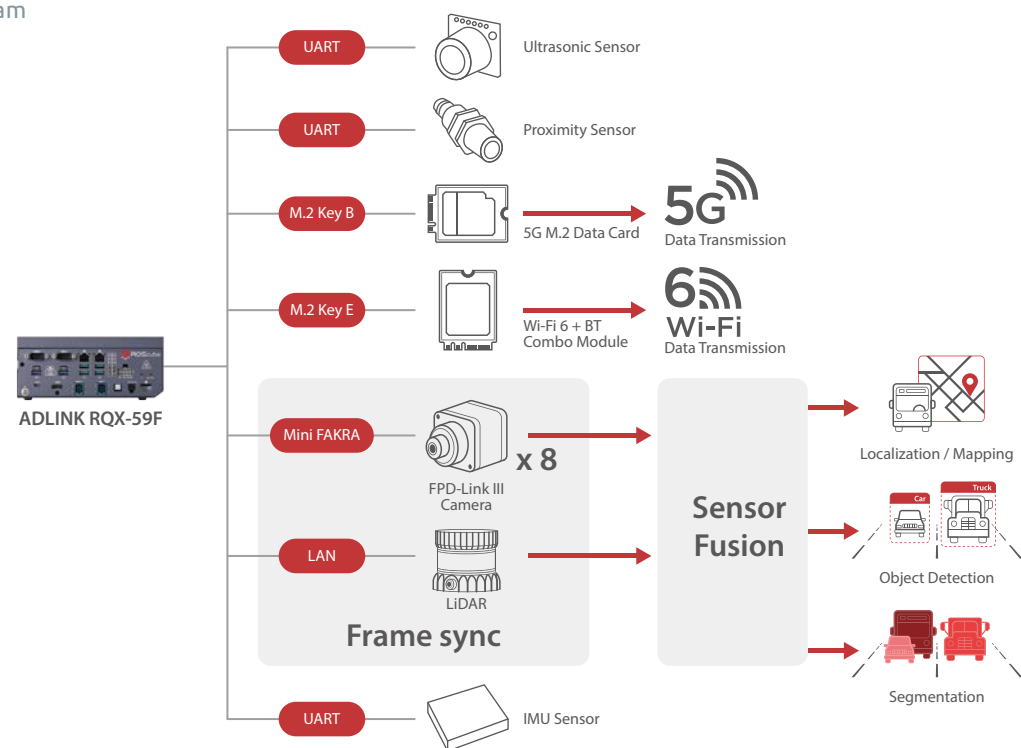 am
UART
Ultrasonic Sensor
UART
Proximity Sensor
M.2 Key B
5G M.2 Data Card
5G
Data Transmission
M.2 Key E
Wi-Fi 6 + BT
Combo Module
6
Wi-Fi
Data Transmission
ROScube
ADLINK RQX-59F
Mini FAKRA
x 8
FPD-Link III
Camera
LAN
LiDAR
Frame sync
Sensor
Fusion
Localization / Mapping
Car
Truck
Object Detection
Segmentation
UART
IMU Sensor